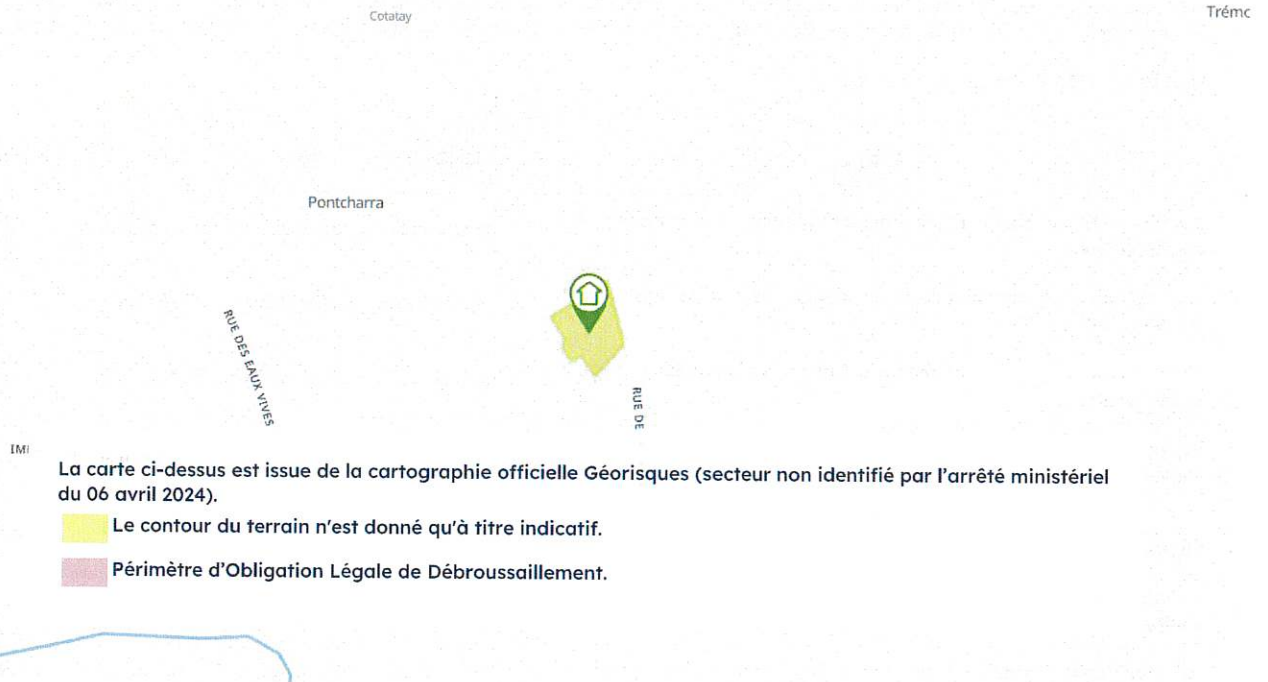 Cotatay
Trémc
Pontcharra
RUE DES EAUX VIVES
RUE DE
IMI
La carte ci-dessus est issue de la cartographie officielle Géorisques (secteur non identifié par l'arrêté ministériel
du 06 avril 2024).
Le contour du terrain n'est donné qu'à titre indicatif.
Périmètre d'Obligation Légale de Débroussaillement.